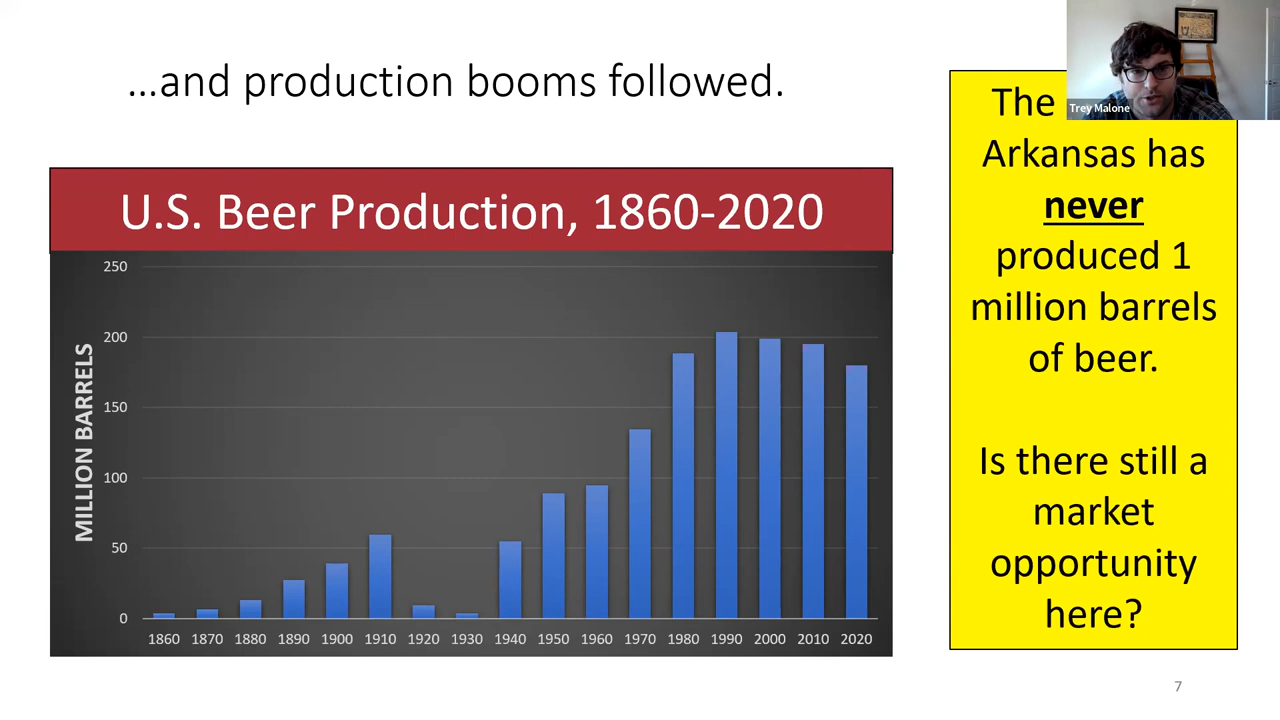 …and production booms followed.
Trey Malone
The
Arkansas has
never
produced 1
million barrels
of beer.
Is there still a
market
opportunity
here?
U.S. Beer Production, 1860-2020
MILLION BARRELS
250
200
150
100
50
0
1860 1870 1880 1890 1900 1910 1920 1930 1940 1950 1960 1970 1980 1990 2000 2010 2020
7